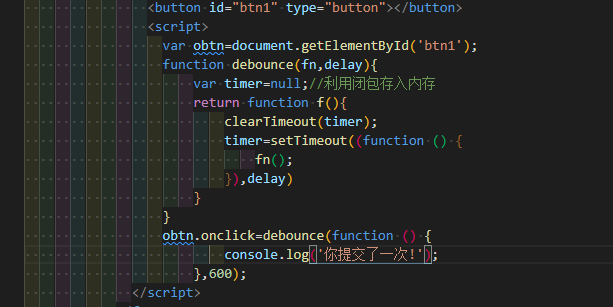 <button id="btn1" type="button"></button>
<script>
var obtn=document.getElementById('btn1');
function debounce(fn,delay){
var timer=null;//利用闭包存入内存
return function f(){
clearTimeout(timer);
timer=setTimeout((function () {
fn();
}),delay)
}
}
obtn.onclick=debounce(function () {
console.log('你提交了一次!');
},600);
</script>